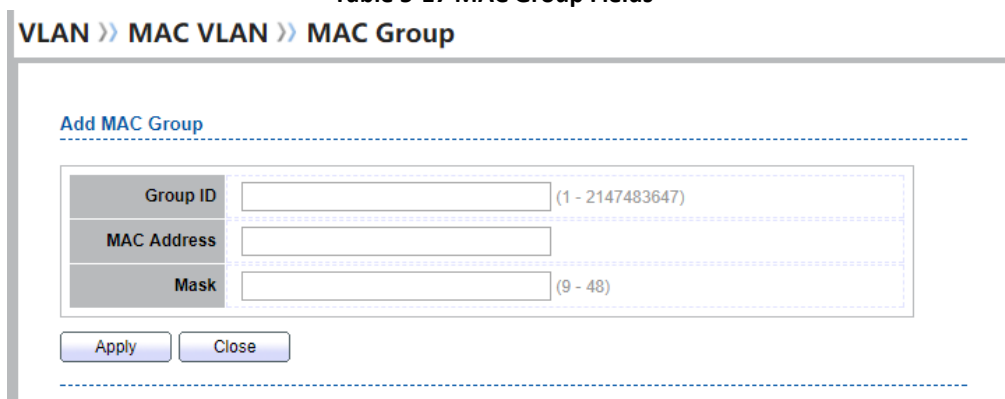 VLAN 》 MAC VLAN 》 MAC Group
Add MAC Group
Group ID (1 - 2147483647)
MAC Address
Mask (9 - 48)
Apply Close